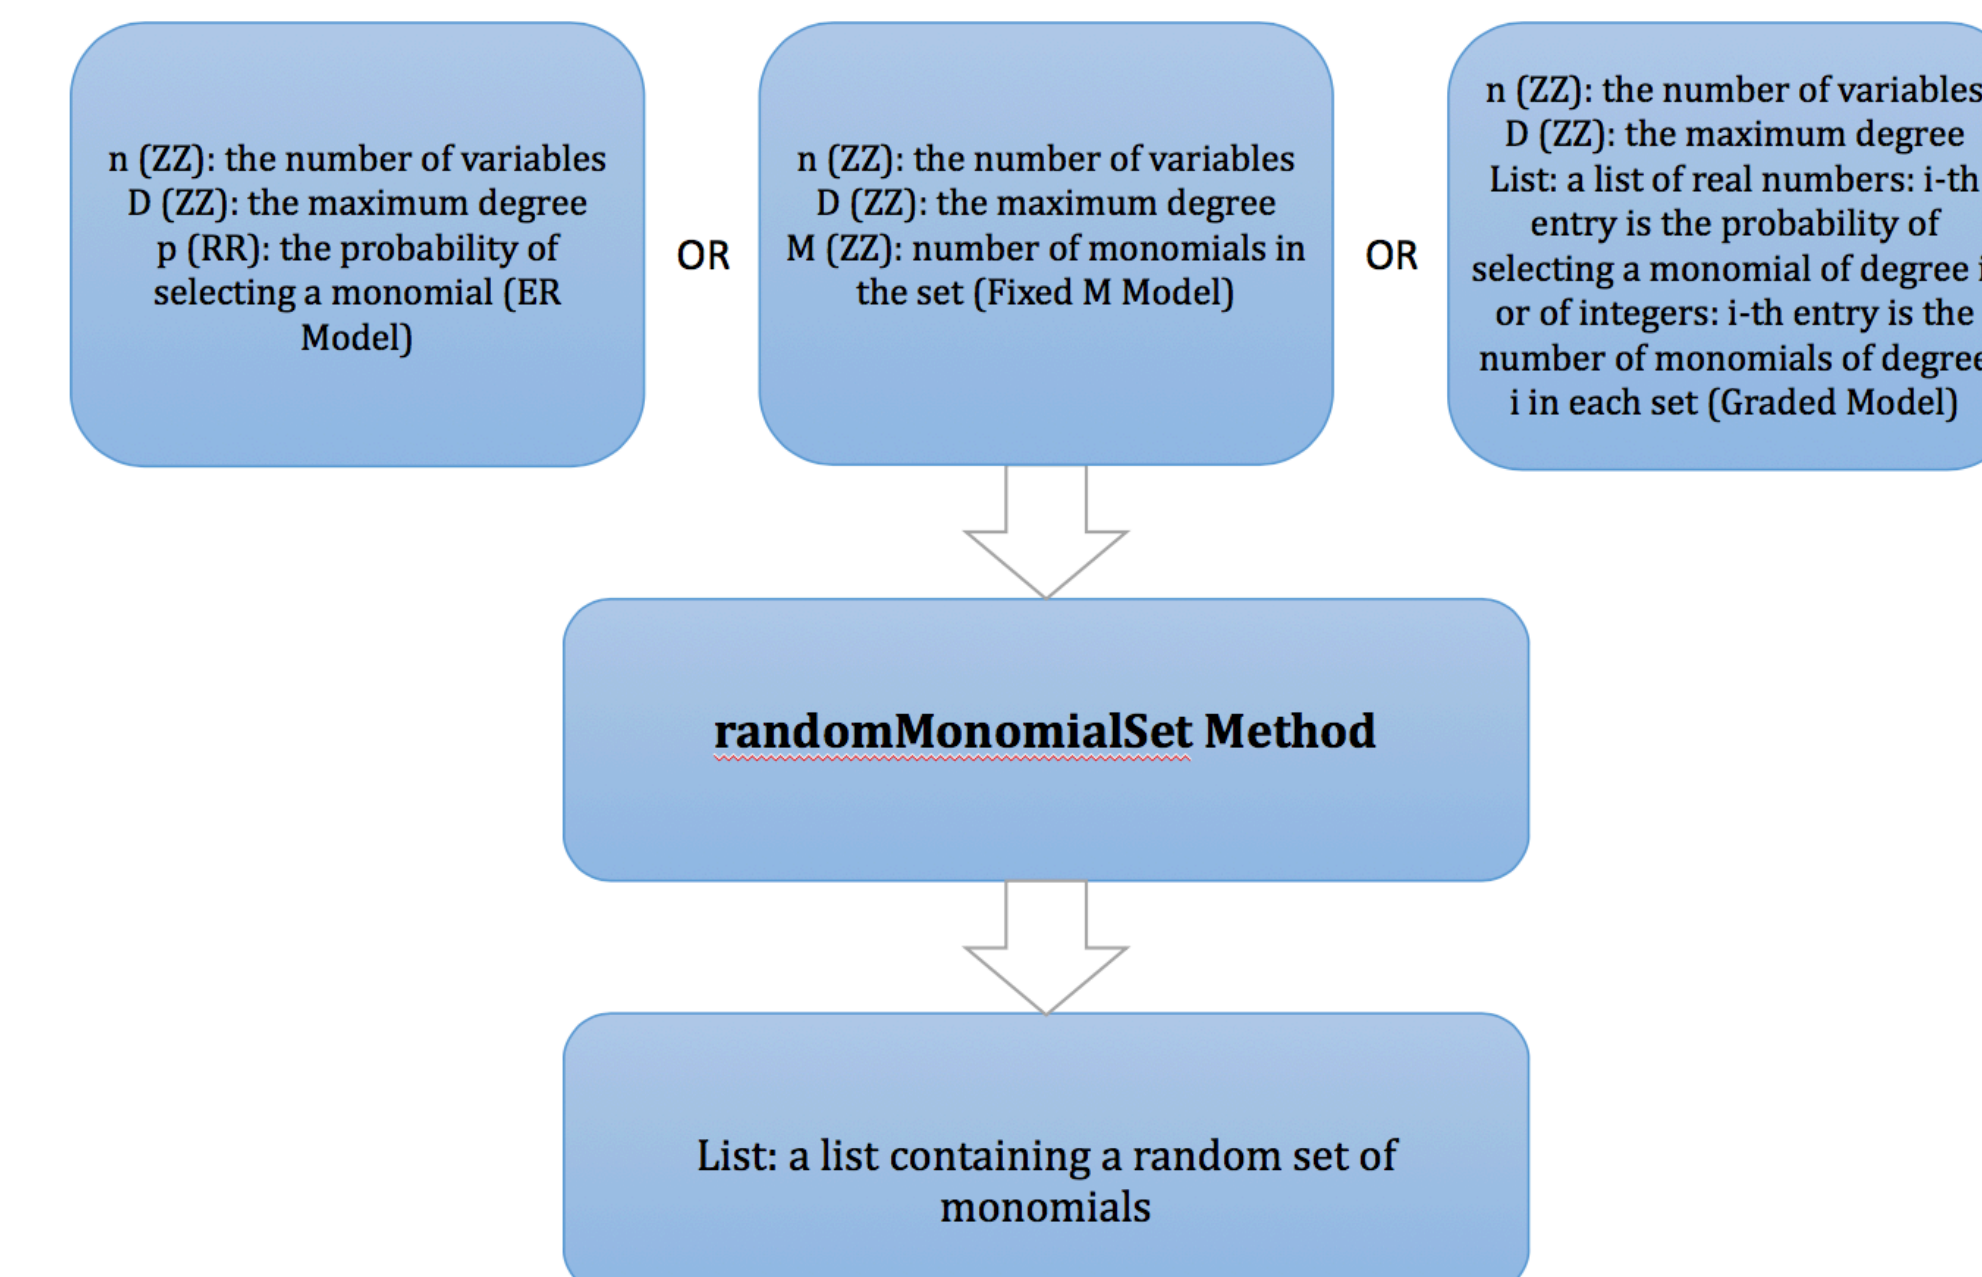 n (ZZ): the number of variables
D (ZZ): the maximum degree
p (RR): the probability of
selecting a monomial (ER
Model)
OR
n (ZZ): the number of variables
D (ZZ): the maximum degree
M (ZZ): number of monomials in
the set (Fixed M Model)
OR
n (ZZ): the number of variables
D (ZZ): the maximum degree
List: a list of real numbers: i-th
entry is the probability of
selecting a monomial of degree i
or of integers: i-th entry is the
number of monomials of degree
i in each set (Graded Model)
randomMonomialSet Method
List: a list containing a random set of
monomials